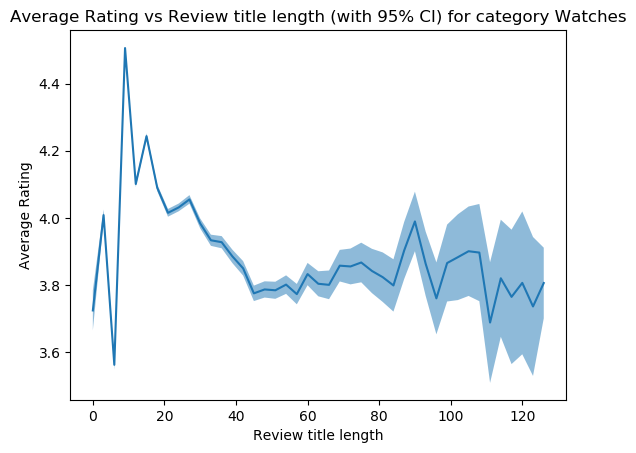 Average Rating vs Review title length (with 95% CI) for category Watches
4.4
4.2
4.0
3.8
3.6
Average Rating
0 20 40 60 80 100 120
Review title length